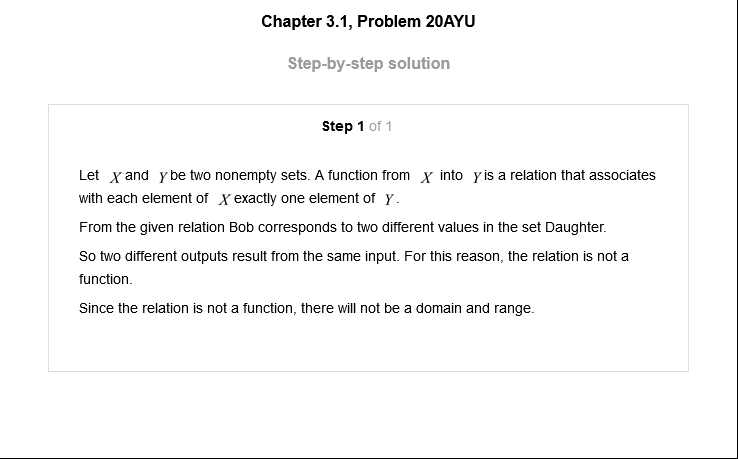 Chapter 3.1, Problem 20AYU
Step-by-step solution
Step 1 of 1
Let X and Y be two nonempty sets. A function from X into Y is a relation that associates
with each element of X exactly one element of Y.
From the given relation Bob corresponds to two different values in the set Daughter.
So two different outputs result from the same input. For this reason, the relation is not a
function.
Since the relation is not a function, there will not be a domain and range.